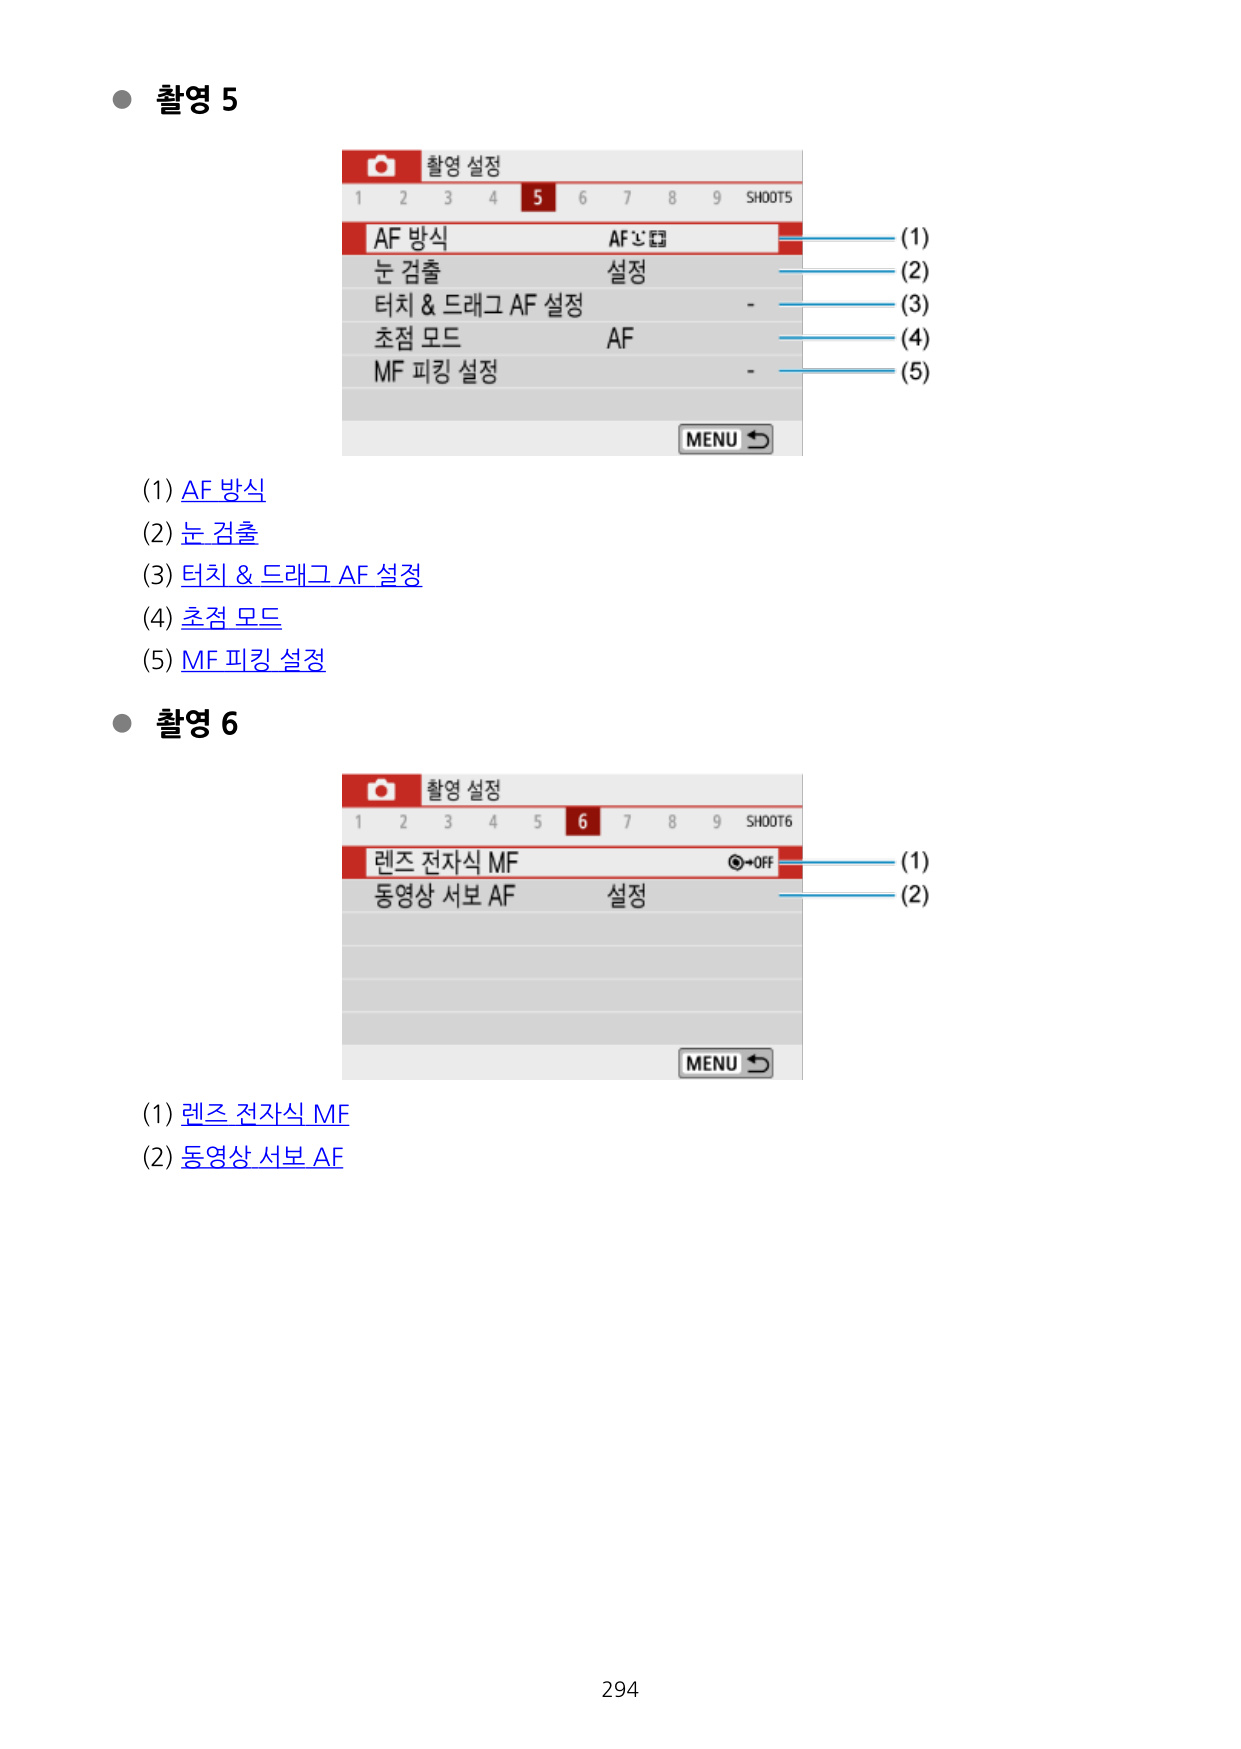 ● 촬영 5
촬영 설정
1 2 3 4 5 6 7 8 9 SHOOT5
AF 방식 AF (1)
눈 검출 설정 (2)
터치 & 드래그 AF 설정 - (3)
초점 모드 AF (4)
MF 피킹 설정 - (5)
MENU
(1) AF 방식
(2) 눈 검출
(3) 터치 & 드래그 AF 설정
(4) 초점 모드
(5) MF 피킹 설정
● 촬영 6
촬영 설정
1 2 3 4 5 6 7 8 9 SHOOT6
렌즈 전자식 MF OFF (1)
동영상 서보 AF 설정 (2)
MENU
(1) 렌즈 전자식 MF
(2) 동영상 서보 AF
294